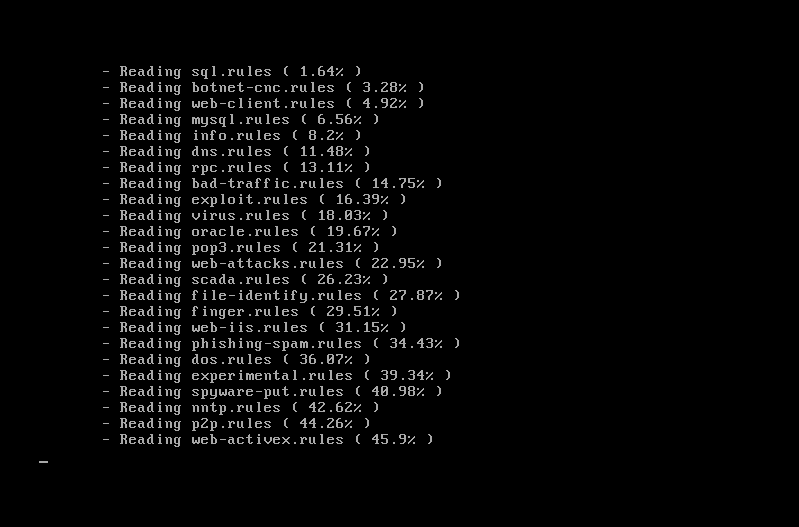 - Reading sql.rules ( 1.64% )
- Reading botnet-cnc.rules ( 3.28% )
- Reading web-client.rules ( 4.92% )
- Reading mysql.rules ( 6.56% )
- Reading info.rules ( 8.2% )
- Reading dns.rules ( 11.48% )
- Reading rpc.rules ( 13.11% )
- Reading bad-traffic.rules ( 14.75% )
- Reading exploit.rules ( 16.39% )
- Reading virus.rules ( 18.03% )
- Reading oracle.rules ( 19.67% )
- Reading pop3.rules ( 21.31% )
- Reading web-attacks.rules ( 22.95% )
- Reading scada.rules ( 26.23% )
- Reading file-identify.rules ( 27.87% )
- Reading finger.rules ( 29.51% )
- Reading web-iis.rules ( 31.15% )
- Reading phishing-spam.rules ( 34.43% )
- Reading dos.rules ( 36.07% )
- Reading experimental.rules ( 39.34% )
- Reading spyware-put.rules ( 40.98% )
- Reading nntp.rules ( 42.62% )
- Reading p2p.rules ( 44.26% )
- Reading web-activex.rules ( 45.9% )